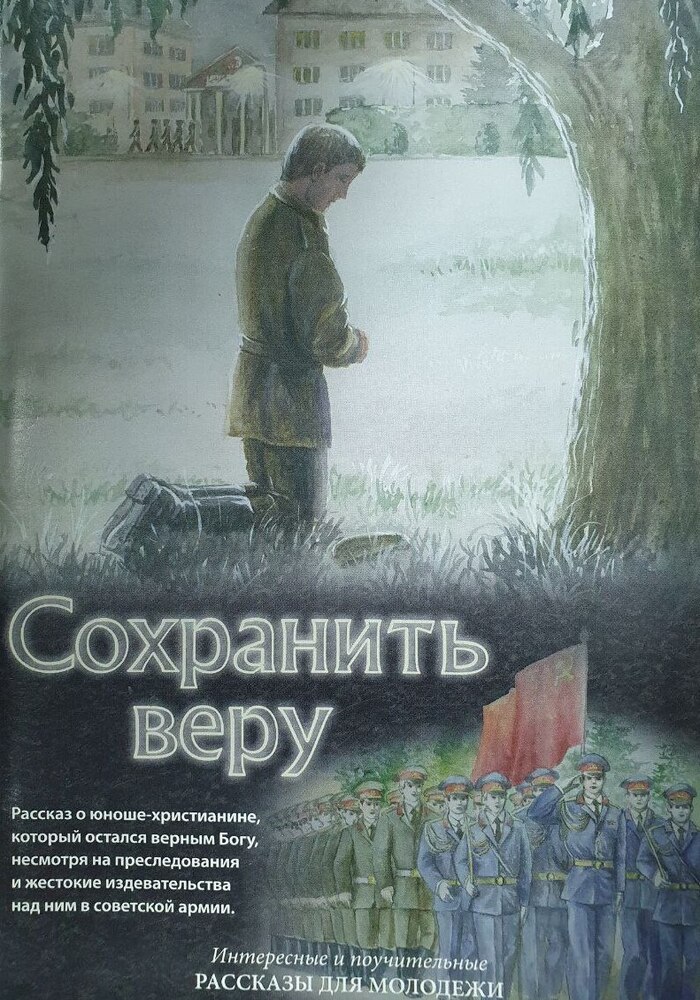 Сохранить
веру
Рассказ о юноше-христианине,
который остался верным Богу,
несмотря на преследования
и жестокие издевательства
над ним в советской армии.
Интересные и поучительные
РАССКАЗЫ ДЛЯ МОЛОДЕЖИ